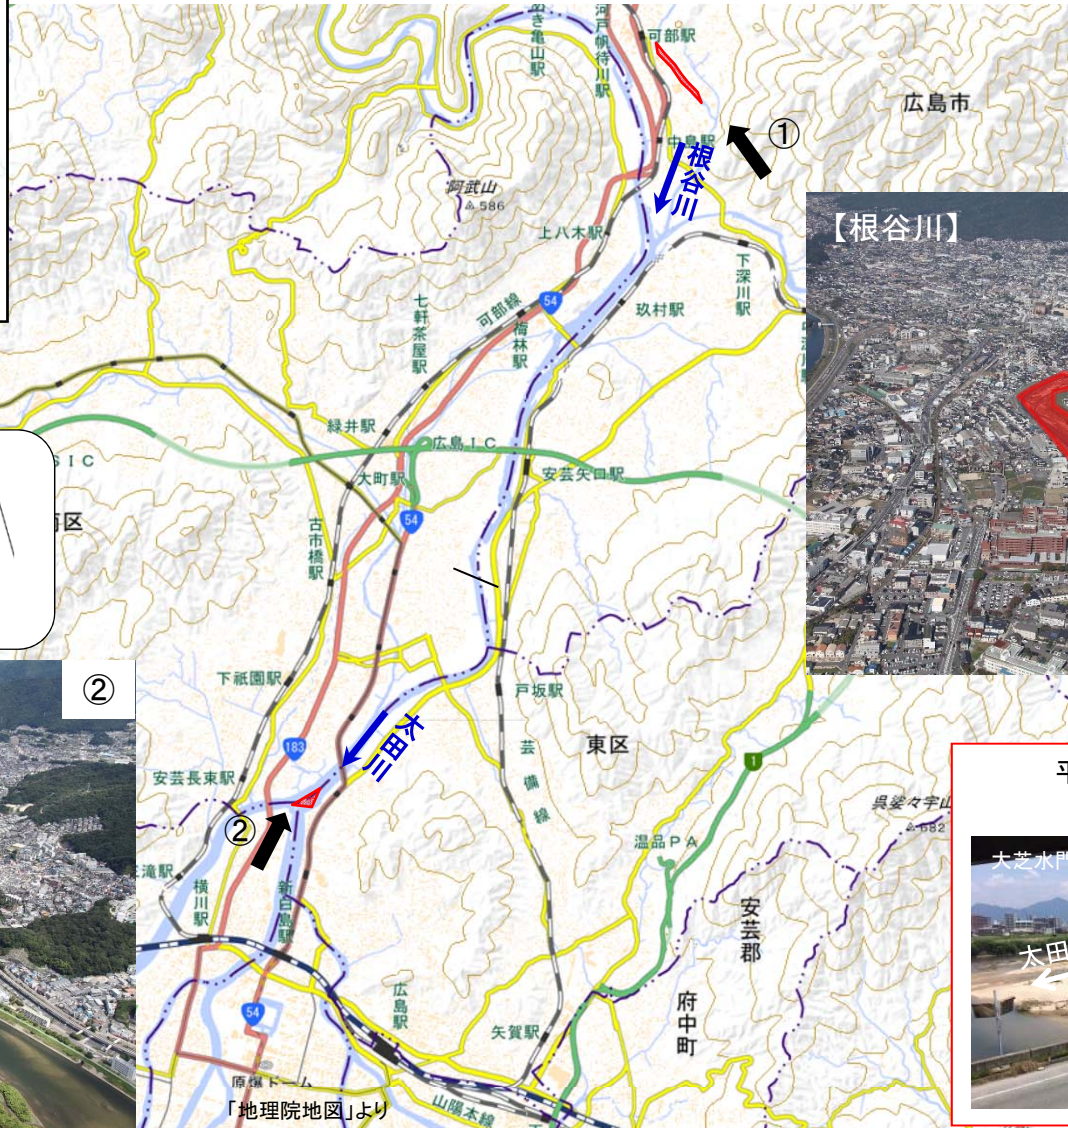 可部駅
河戸帆待川駅
き亀山駅
広島市
①
中島駅
根谷川
阿武山
586
上八木駅
下深川駅
【根谷川】
54
玖村駅
可部線
梅林駅
七軒茶屋駅
緑井駅
広島IC
SIC
大町駅
安芸矢口駅
54
区
古市橋駅
②
下祇園駅
戸坂駅
太田川
183
東区
芸備線
1
安芸長束駅
呉娑々宇山
682
②
温品PA
滝駅
横川駅
新白島駅
安芸郡
平
大芝水門
太田
54
広島駅
矢賀駅
府中町
原爆ドーム
「地理院地図」より
山陽本線